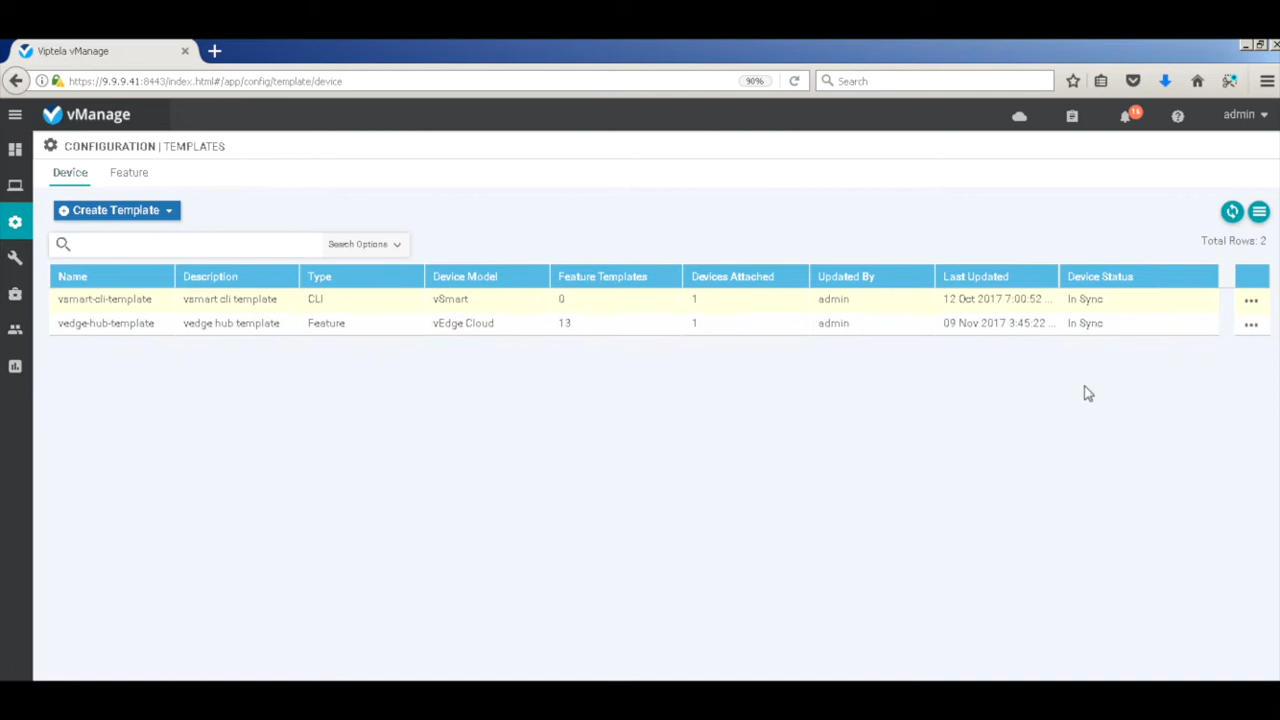 Viptela vManage
https://9.9.9.41:8443/index.html#/app/config/template/device
90%
Search
vManage
16
admin
CONFIGURATION | TEMPLATES
Device
Feature
Create Template
Search Options
Total Rows: 2
Name Description Type Device Model Feature Templates Devices Attached Updated By Last Updated Device Status
vsmart-cli-template vsmart cli template CLI vSmart 0 1 admin 12 Oct 2017 7:00:52 ... In Sync
vedge-hub-template vedge hub template Feature vEdge Cloud 13 1 admin 09 Nov 2017 3:45:22 ... In Sync